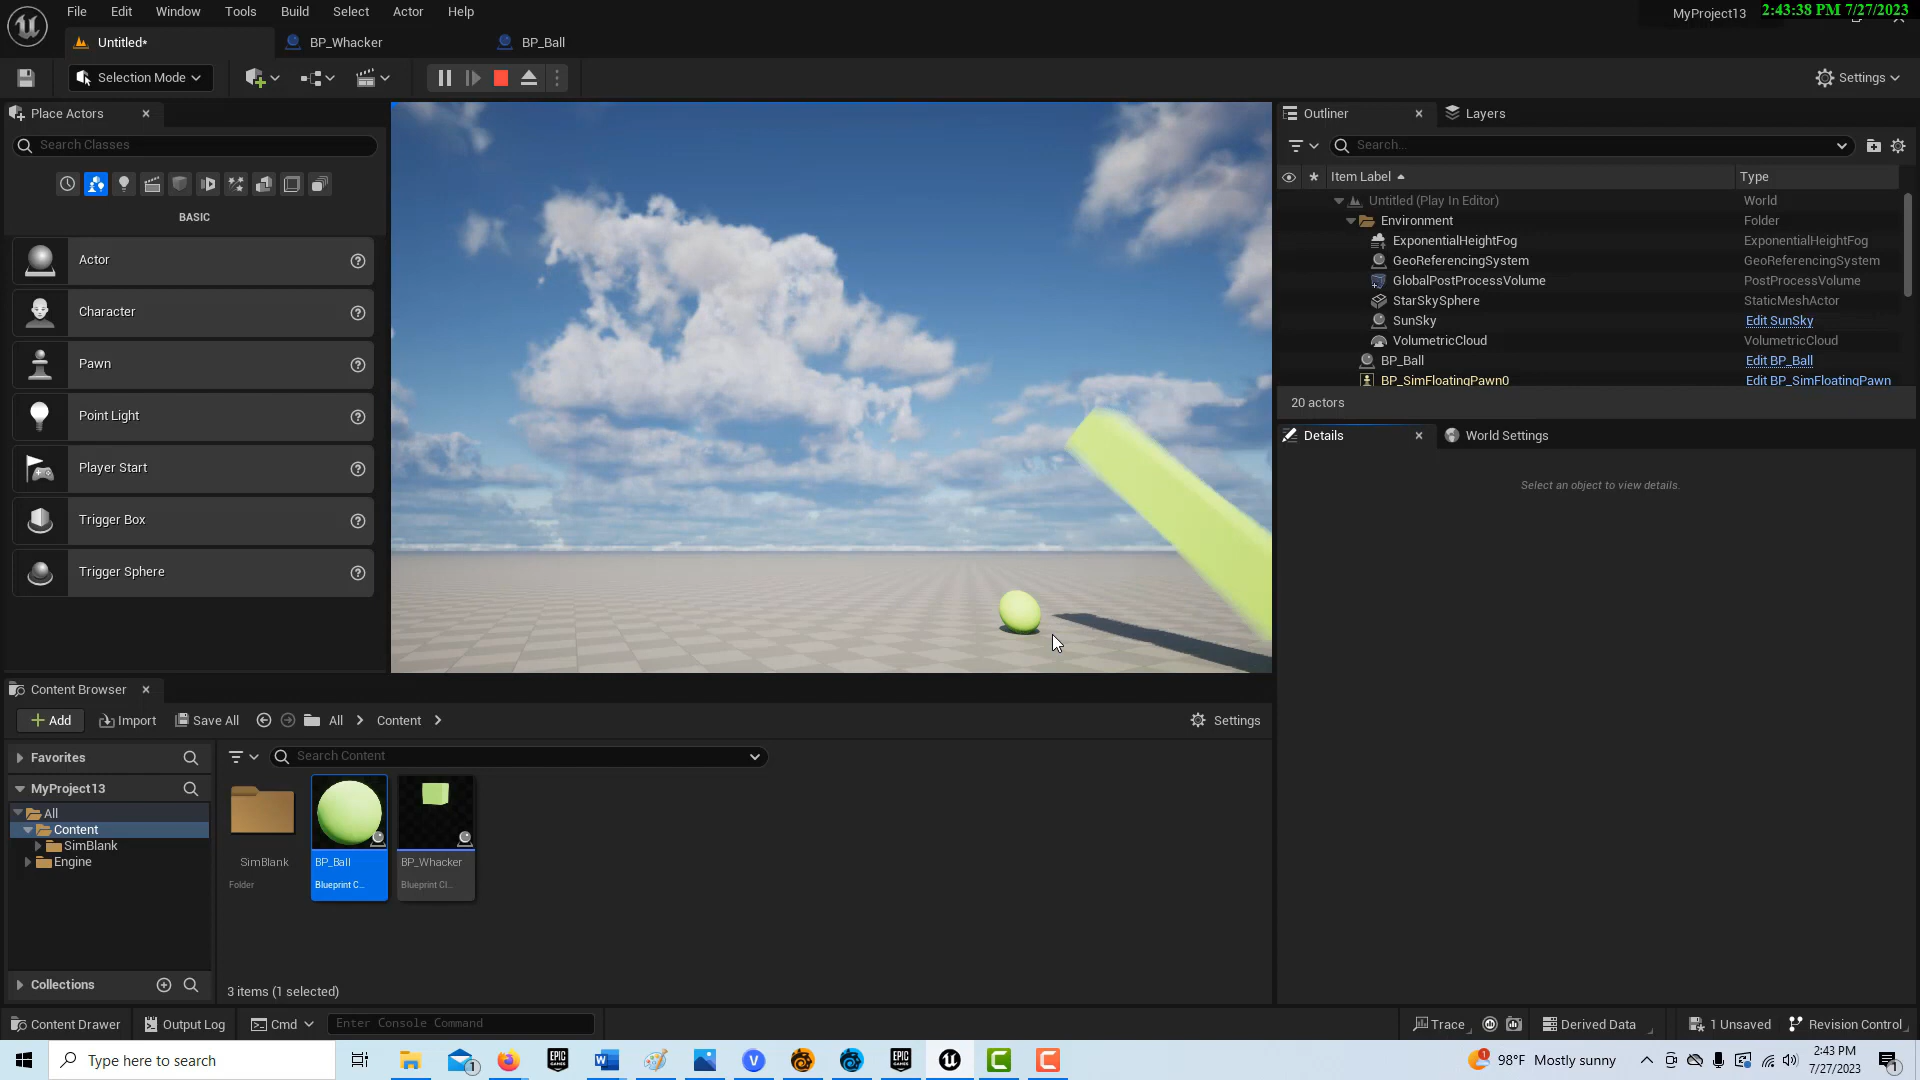 File Edit Window Tools Build Select Actor Help
MyProject13
2:43:38 PM 7/27/2023
Untitled*
BP_Whacker
BP_Ball
Selection Mode
Settings
Place Actors
Search Classes
BASIC
Actor
Character
Pawn
Point Light
Player Start
Trigger Box
Trigger Sphere
Outliner
Layers
Search...
Item Label
Type
Untitled (Play In Editor) World
Environment Folder
ExponentialHeightFog ExponentialHeightFog
GeoReferencingSystem GeoReferencingSystem
GlobalPostProcessVolume PostProcessVolume
StarSkySphere StaticMeshActor
SunSky Edit SunSky
VolumetricCloud VolumetricCloud
BP_Ball Edit BP_Ball
BP_SimFloatingPawn0 Edit BP_SimFloatingPawn
20 actors
Details
World Settings
Select an object to view details.
Content Browser
Add
Import
Save All
All
Content
Settings
Favorites
Search Content
MyProject13
All
Content
SimBlank
Engine
SimBlank
Folder
BP_Ball
Blueprint C...
BP_Whacker
Blueprint Cl...
Collections
3 items (1 selected)
Content Drawer
Output Log
Cmd
Enter Console Command
Trace
Derived Data
1 Unsaved
Revision Control
Type here to search
98°F Mostly sunny
2:43 PM
7/27/2023